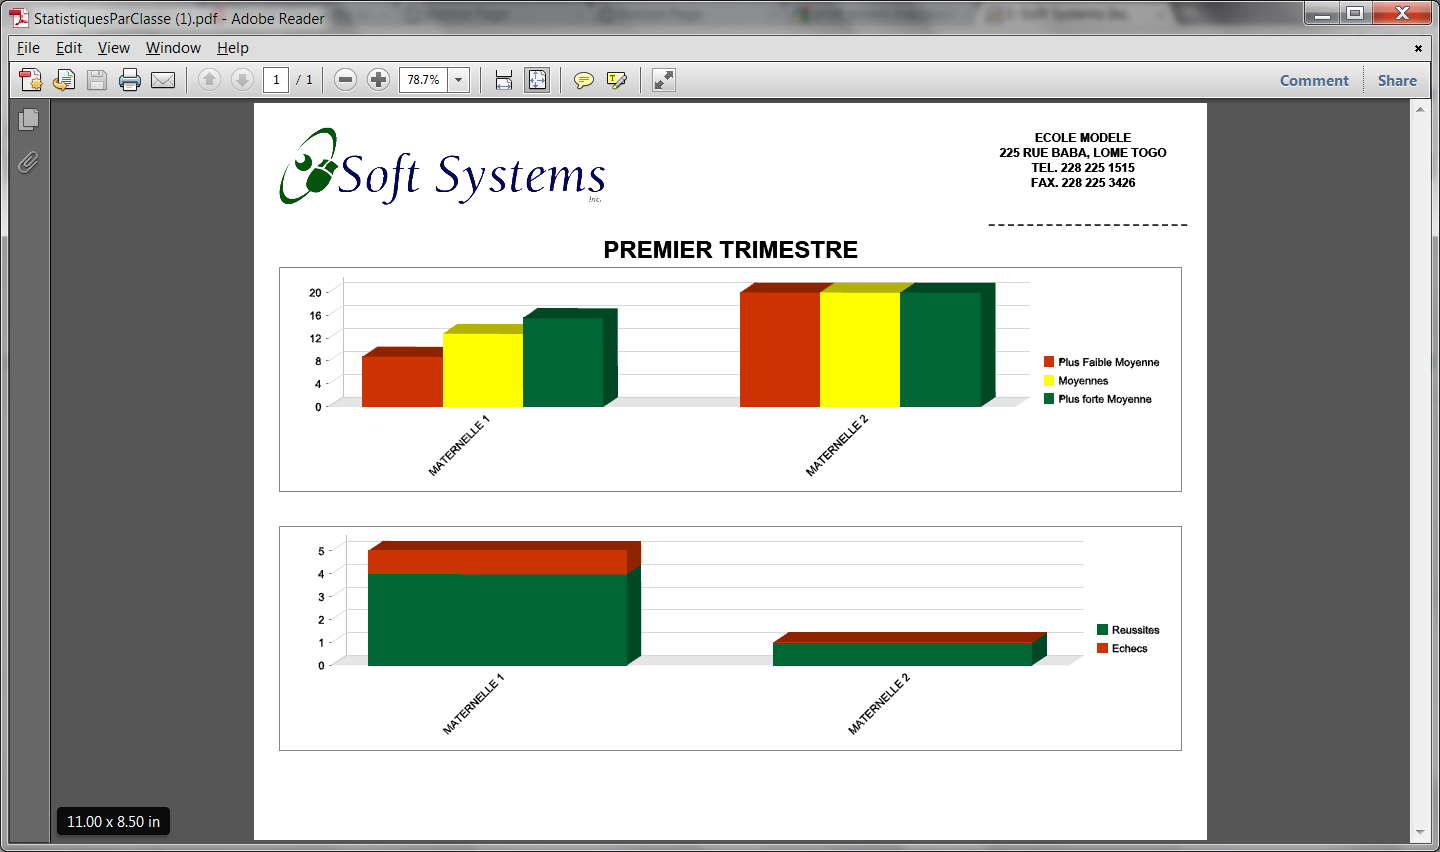 StatistiquesParClasse (1).pdf - Adobe Reader
File Edit View Window Help
1 / 1 78.7% Comment Share
Soft Systems
Inc.
ECOLE MODELE
225 RUE BABA, LOME TOGO
TEL. 228 225 1515
FAX. 228 225 3426
PREMIER TRIMESTRE
20
16
12
8
4
0
MATERNELLE 1
MATERNELLE 2
Plus Faible Moyenne
Moyennes
Plus forte Moyenne
5
4
3
2
1
0
MATERNELLE 1
MATERNELLE 2
Reussites
Echecs
11.00 x 8.50 in